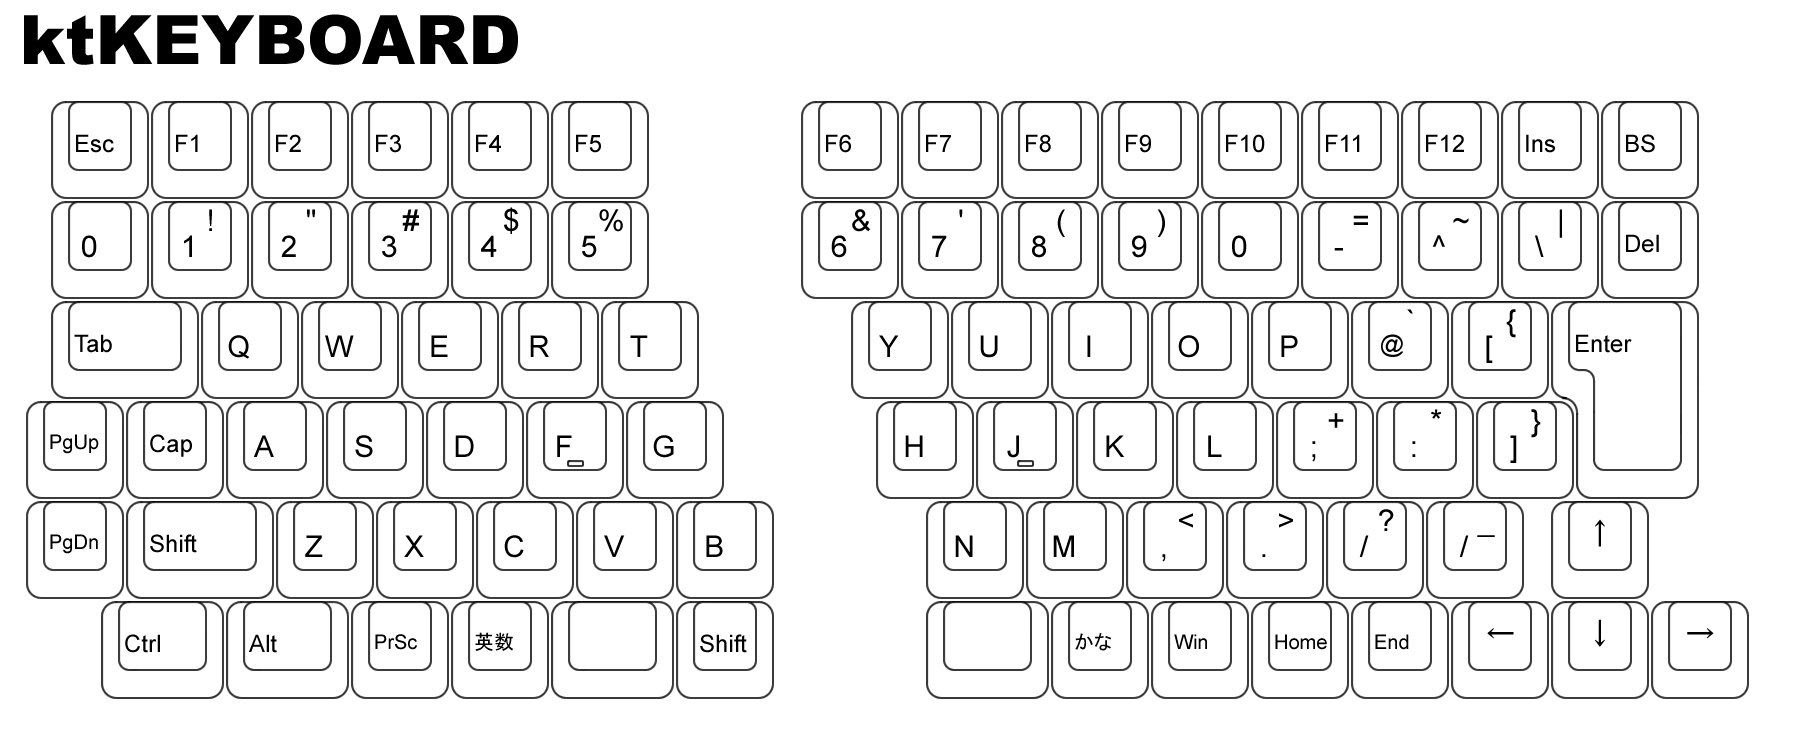 ktKEYBOARD
Esc F1 F2 F3 F4 F5 F6 F7 F8 F9 F10 F11 F12 Ins BS
0 1 ! 2 " 3 # 4 $ 5 % 6 & 7 ' 8 ( 9 ) 0 - = ^ ~ \ | Del
Tab Q W E R T Y U I O P @ ` [ { Enter
PgUp Cap A S D F G H J K L ; + : * ] }
PgDn Shift Z X C V B N M , < . > / ? / _ ↑
Ctrl Alt PrSc 英数 Shift かな Win Home End ← ↓ →